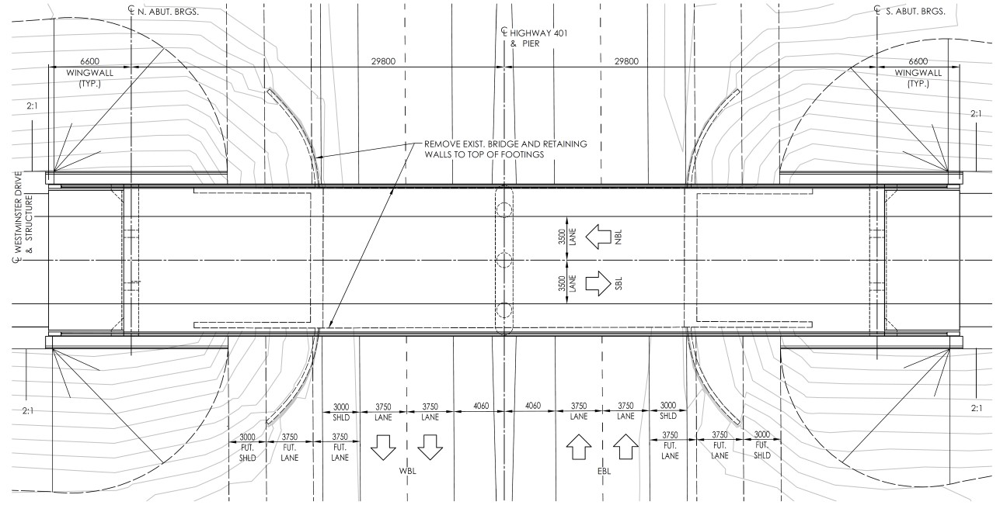 ℄ N. ABUT. BRGS.
℄ S. ABUT. BRGS.
℄ HIGHWAY 401
& PIER
6600
WINGWALL
(TYP.)
29800
29800
6600
WINGWALL
(TYP.)
2:1
2:1
REMOVE EXIST. BRIDGE AND RETAINING
WALLS TO TOP OF FOOTINGS
℄ WESTMINSTER DRIVE
& STRUCTURE
3500
LANE
NBL
3500
LANE
SBL
2:1
2:1
3000
SHLD
3750
LANE
3750
LANE
4060
4060
3750
LANE
3750
LANE
3000
SHLD
3000
FUT.
SHLD
3750
FUT.
LANE
3750
FUT.
LANE
3750
FUT.
LANE
3750
FUT.
LANE
3000
FUT.
SHLD
WBL
EBL